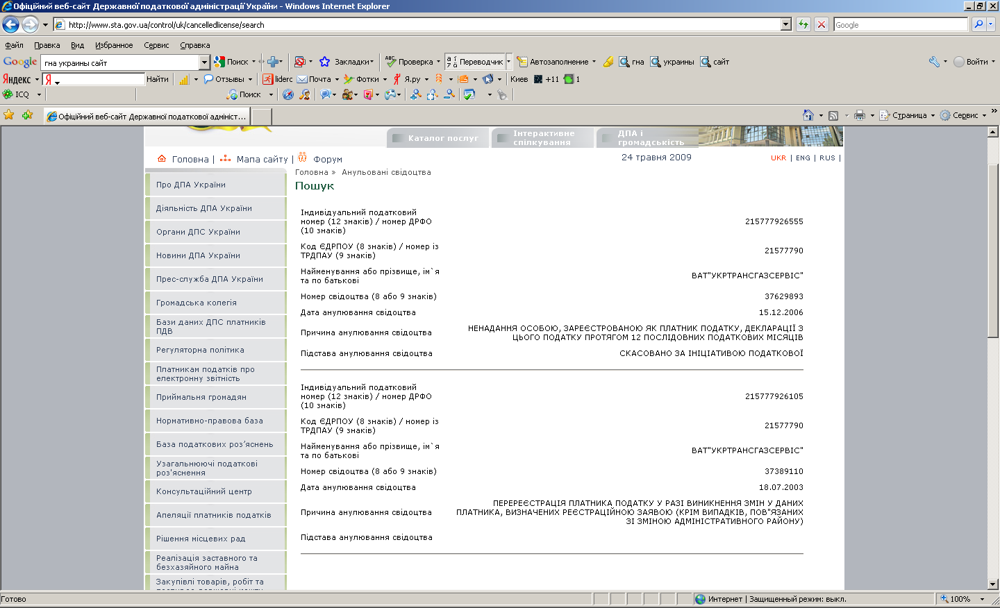 Офіційний веб-сайт Державної податкової адміністрації України - Windows Internet Explorer
http://www.sta.gov.ua/control/uk/cancelledlicense/search
Google
Файл Правка Вид Избранное Сервис Справка
Google гна украины сайт Поиск Закладки ABC Проверка Переводчик Автозаполнение гна украины сайт Войти
Яндекс Я Найти Отзывы liderc Почта Фотки Я.ру Киев +11 1
ICQ Поиск
Офіційний веб-сайт Державної податкової адмініст... Страница Сервис
Каталог послуг
Інтерактивне
спілкування
ДПА і
громадськість
Головна | Мапа сайту | Форум
24 травня 2009
UKR | ENG | RUS |
Головна » Анульовані свідоцтва
Пошук
Про ДПА України
Діяльність ДПА України
Органи ДПС України
Новини ДПА України
Прес-служба ДПА України
Громадська колегія
Бази даних ДПС платників
ПДВ
Регуляторна політика
Платникам податків про
електронну звітність
Приймальня громадян
Нормативно-правова база
База податкових роз’яснень
Узагальнюючі податкові
роз'яснення
Консультаційний центр
Апеляції платників податків
Рішення місцевих рад
Реалізація заставного та
безхазяйного майна
Закупівлі товарів, робіт та
Індивідуальний податковий
номер (12 знаків) / номер ДРФО
(10 знаків)
215777926555
Код ЄДРПОУ (8 знаків) / номер із
ТРДПАУ (9 знаків)
21577790
Найменування або прізвище, ім`я
та по батькові
ВАТ"УКРТРАНСГАЗСЕРВІС"
Номер свідоцтва (8 або 9 знаків)
37629893
Дата анулювання свідоцтва
15.12.2006
Причина анулювання свідоцтва
НЕНАДАННЯ ОСОБОЮ, ЗАРЕЄСТРОВАНОЮ ЯК ПЛАТНИК ПОДАТКУ, ДЕКЛАРАЦІЇ З
ЦЬОГО ПОДАТКУ ПРОТЯГОМ 12 ПОСЛІДОВНИХ ПОДАТКОВИХ МІСЯЦІВ
Підстава анулювання свідоцтва
СКАСОВАНО ЗА ІНІЦІАТИВОЮ ПОДАТКОВОЇ
Індивідуальний податковий
номер (12 знаків) / номер ДРФО
(10 знаків)
215777926105
Код ЄДРПОУ (8 знаків) / номер із
ТРДПАУ (9 знаків)
21577790
Найменування або прізвище, ім`я
та по батькові
ВАТ"УКРТРАНСГАЗСЕРВІС"
Номер свідоцтва (8 або 9 знаків)
37389110
Дата анулювання свідоцтва
18.07.2003
Причина анулювання свідоцтва
ПЕРЕРЕЄСТРАЦІЯ ПЛАТНИКА ПОДАТКУ У РАЗІ ВИНИКНЕННЯ ЗМІН У ДАНИХ
ПЛАТНИКА, ВИЗНАЧЕНИХ РЕЄСТРАЦІЙНОЮ ЗАЯВОЮ (КРІМ ВИПАДКІВ, ПОВ"ЯЗАНИХ
ЗІ ЗМІНОЮ АДМІНІСТРАТИВНОГО РАЙОНУ)
Підстава анулювання свідоцтва
Готово
Интернет | Защищенный режим: выкл.
100%